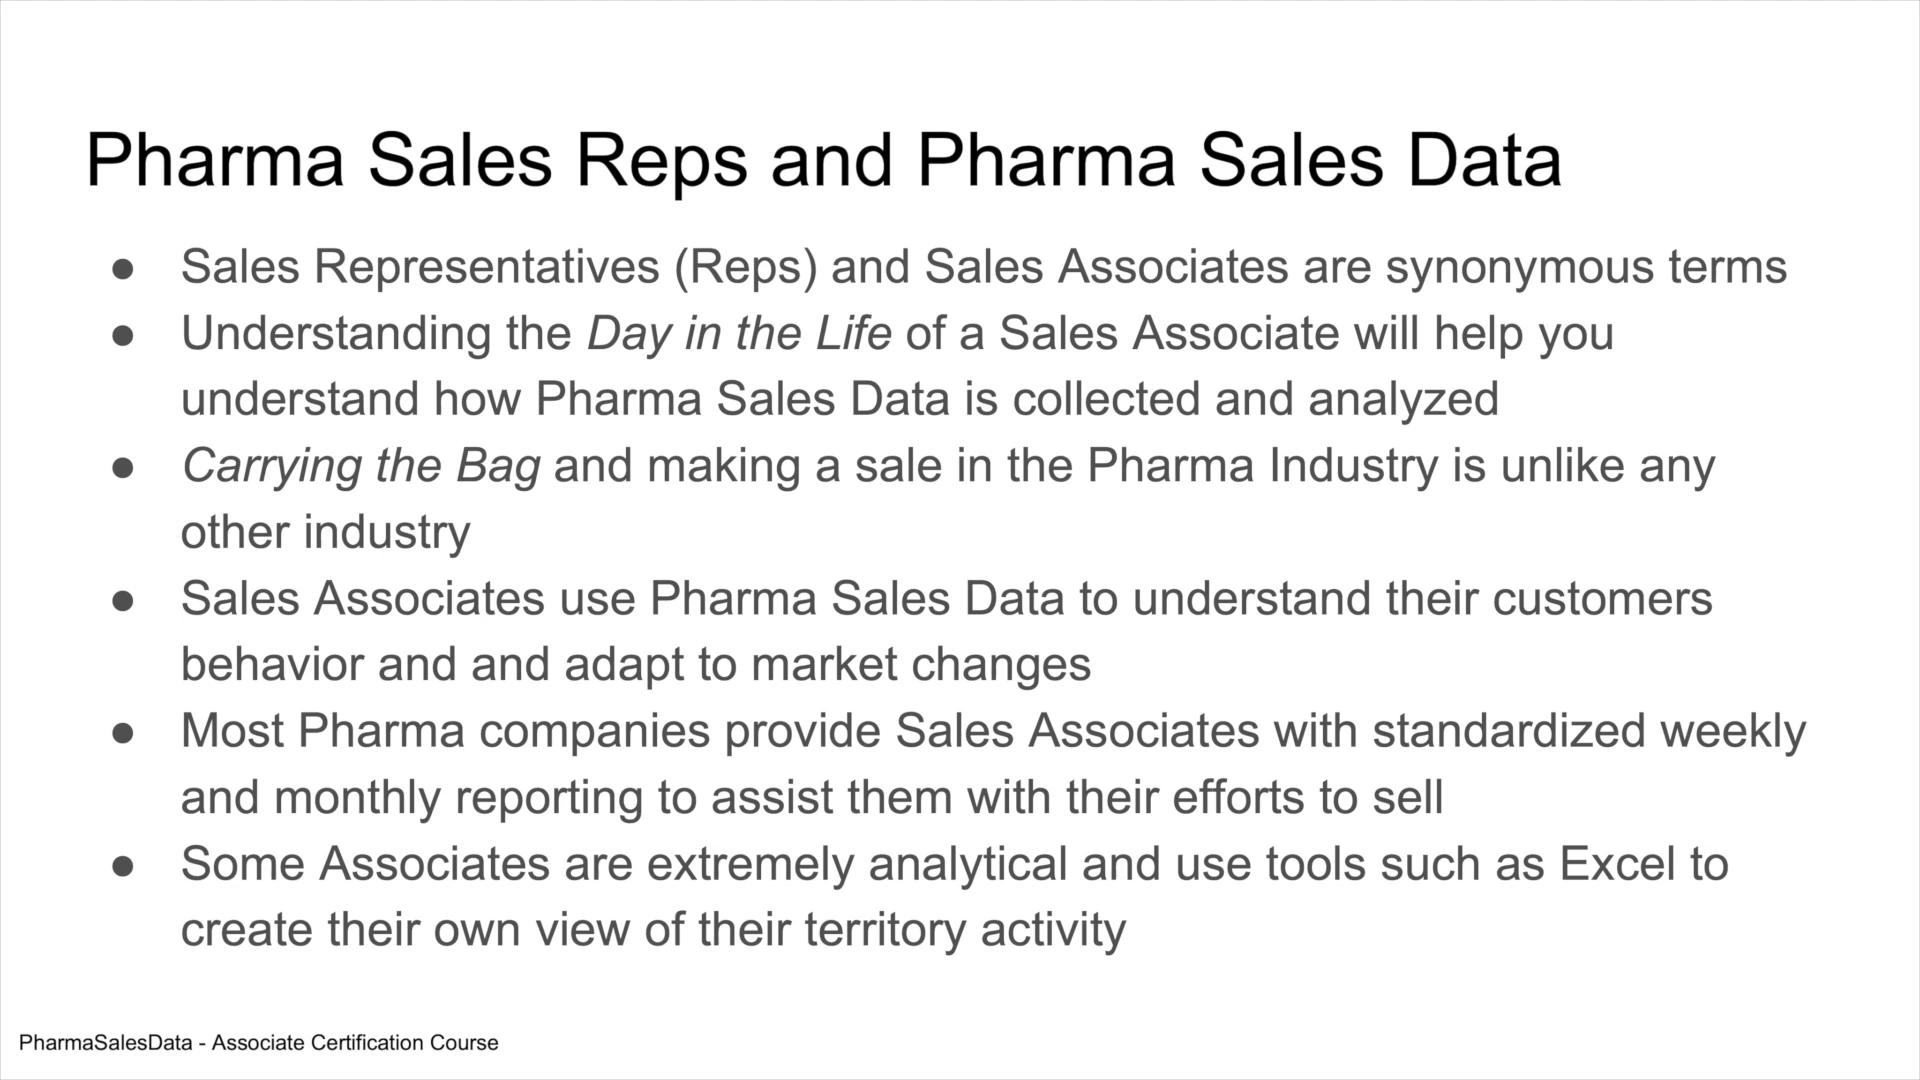 Pharma Sales Reps and Pharma Sales Data
● Sales Representatives (Reps) and Sales Associates are synonymous terms
● Understanding the Day in the Life of a Sales Associate will help you
understand how Pharma Sales Data is collected and analyzed
● Carrying the Bag and making a sale in the Pharma Industry is unlike any
other industry
● Sales Associates use Pharma Sales Data to understand their customers
behavior and and adapt to market changes
● Most Pharma companies provide Sales Associates with standardized weekly
and monthly reporting to assist them with their efforts to sell
● Some Associates are extremely analytical and use tools such as Excel to
create their own view of their territory activity
PharmaSalesData - Associate Certification Course